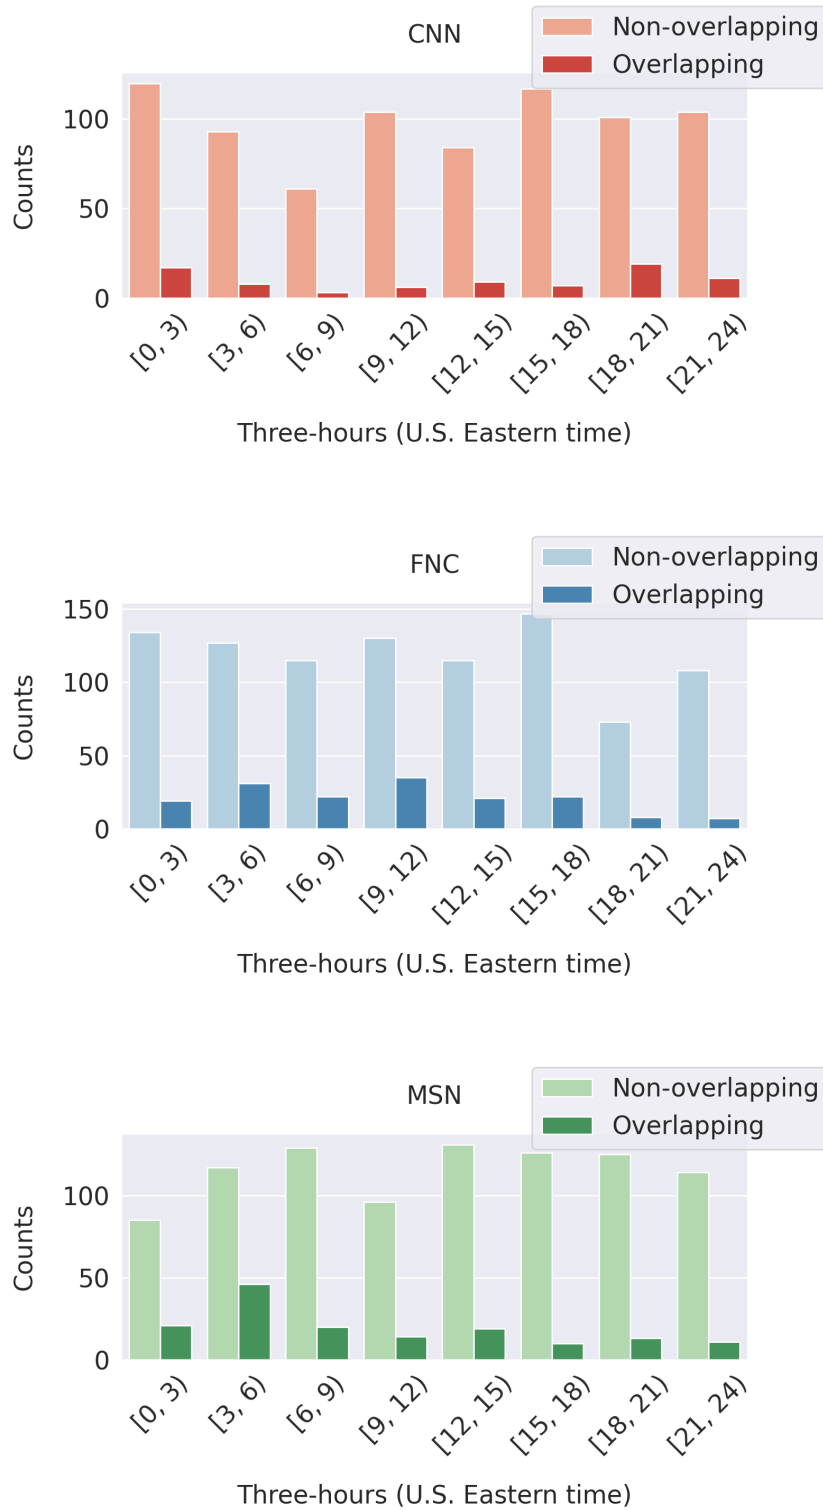 CNN
Non-overlapping
Overlapping
Counts
100
50
0
[0, 3)
[3, 6)
[6, 9)
[9, 12)
[12, 15)
[15, 18)
[18, 21)
[21, 24)
Three-hours (U.S. Eastern time)
FNC
Non-overlapping
Overlapping
Counts
150
100
50
0
[0, 3)
[3, 6)
[6, 9)
[9, 12)
[12, 15)
[15, 18)
[18, 21)
[21, 24)
Three-hours (U.S. Eastern time)
MSN
Non-overlapping
Overlapping
Counts
100
50
0
[0, 3)
[3, 6)
[6, 9)
[9, 12)
[12, 15)
[15, 18)
[18, 21)
[21, 24)
Three-hours (U.S. Eastern time)